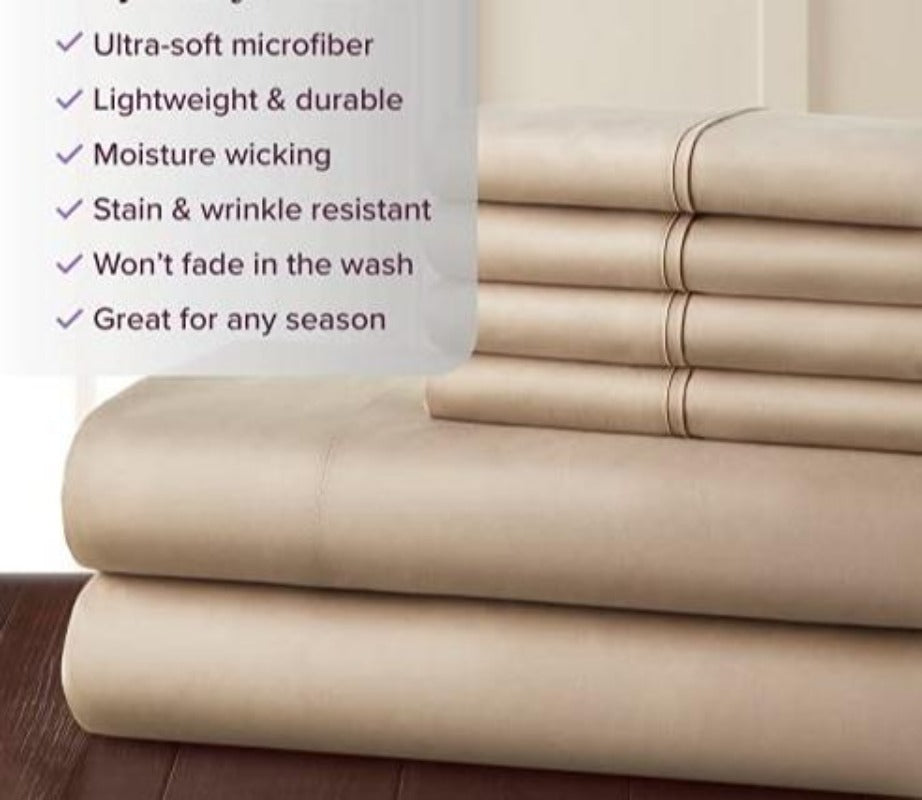 Ultra-soft microfiber
Lightweight & durable
Moisture wicking
Stain & wrinkle resistant
Won't fade in the wash
Great for any season